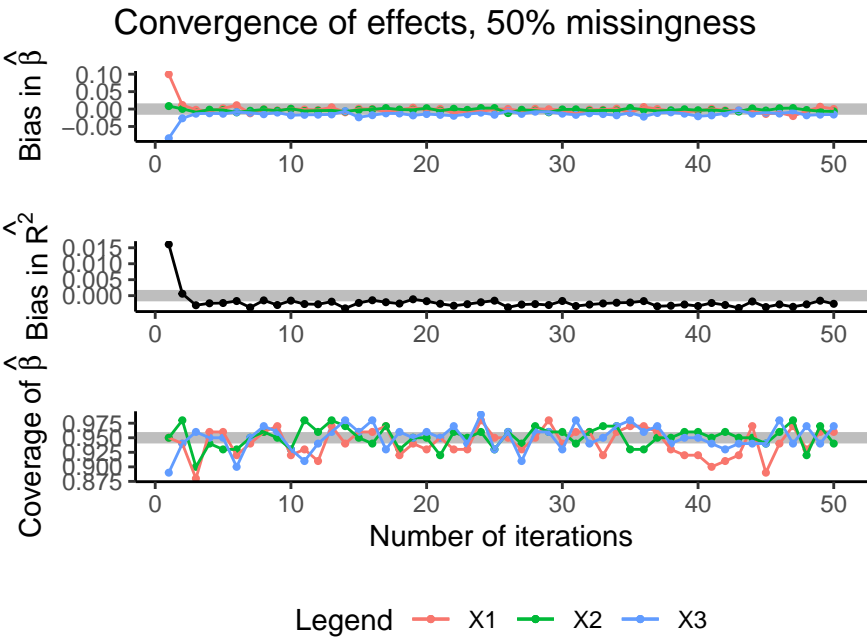 Convergence of effects, 50% missingness
Bias in β̂
0.10
0.05
0.00
−0.05
0 10 20 30 40 50
Bias in R̂²
0.015
0.010
0.005
0.000
0 10 20 30 40 50
Coverage of β̂
0.975
0.950
0.925
0.900
0.875
0 10 20 30 40 50
Number of iterations
Legend X1 X2 X3